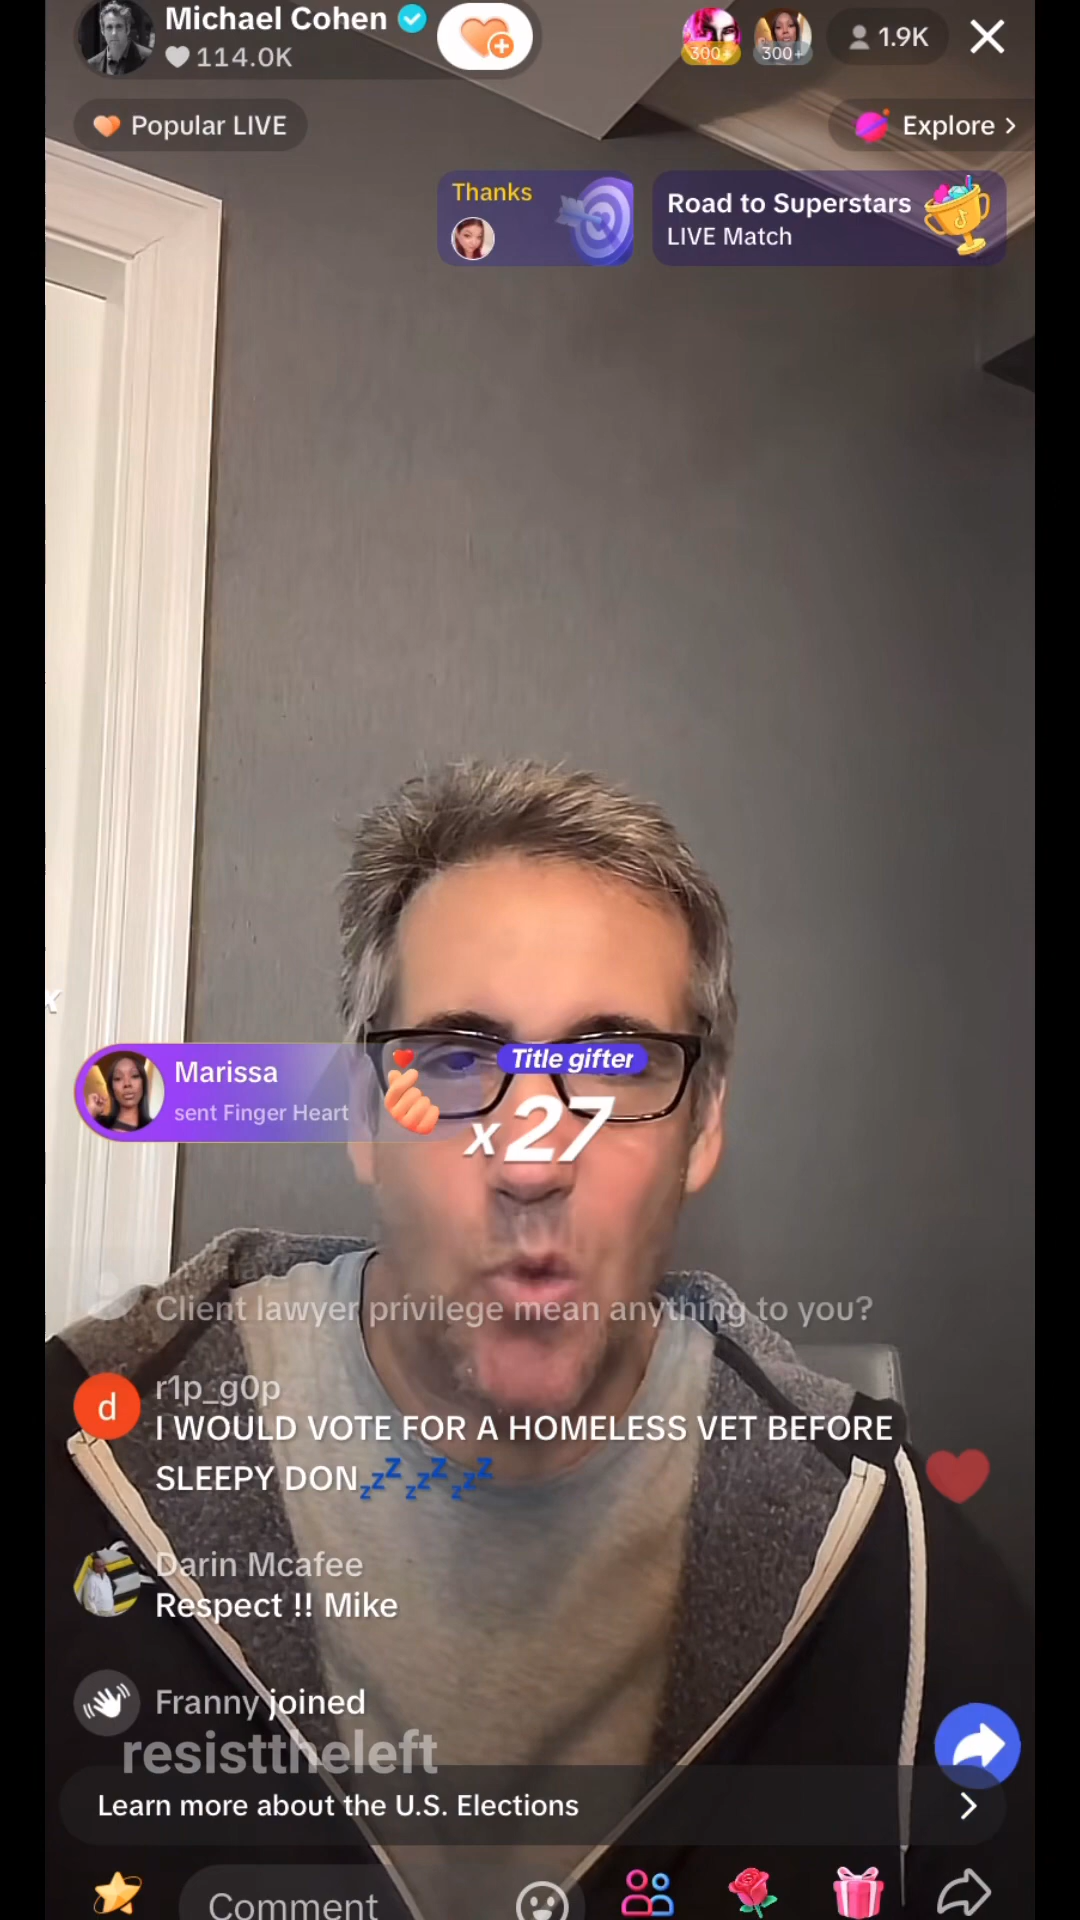 Michael Cohen
114.0K
300+
300+
1.9K
Popular LIVE
Explore >
Thanks
Road to Superstars
LIVE Match
x
Marissa
sent Finger Heart
Title gifter
x27
Client lawyer privilege mean anything to you?
d
r1p_g0p
I WOULD VOTE FOR A HOMELESS VET BEFORE
SLEEPY DON💤💤💤
Darin Mcafee
Respect !! Mike
Franny joined
resisttheleft
Learn more about the U.S. Elections
Comment